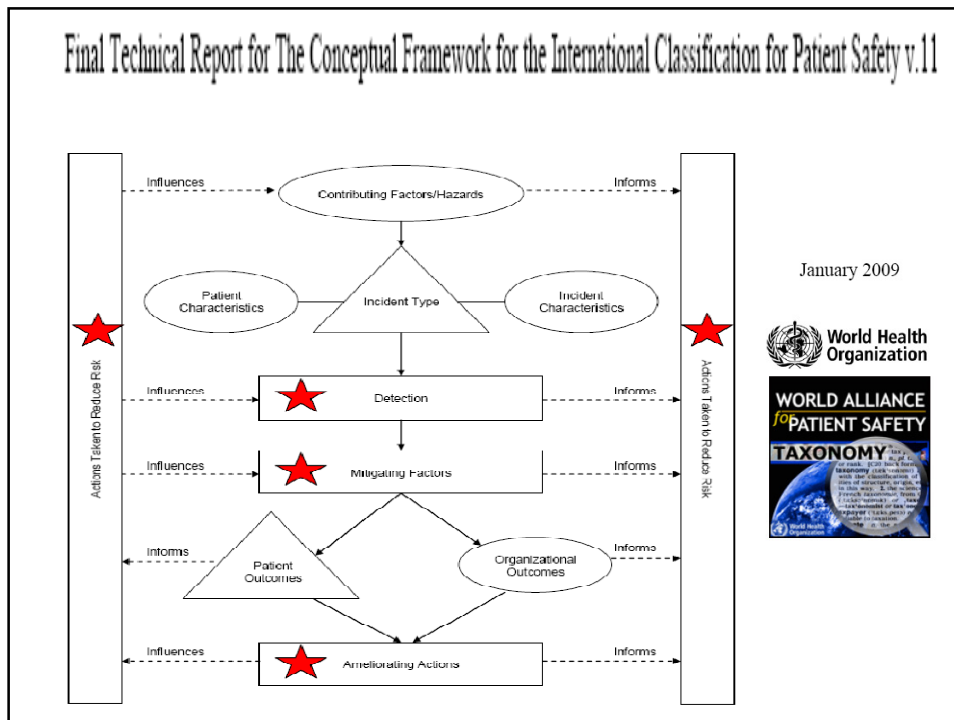 Final Technical Report for The Conceptual Framework for the International Classification for Patient Safety v.11
Influences
Contributing Factors/Hazards
Informs
January 2009
Patient
Characteristics
Incident Type
Incident
Characteristics
World Health
Organization
Actions Taken to Reduce Risk
Influences
Detection
Informs
Actions Taken to Reduce Risk
WORLD ALLIANCE
for PATIENT SAFETY
TAXONOMY
Influences
Mitigating Factors
Informs
World Health
Organization
Informs
Patient
Outcomes
Organizational
Outcomes
Informs
Influences
Ameliorating Actions
Informs